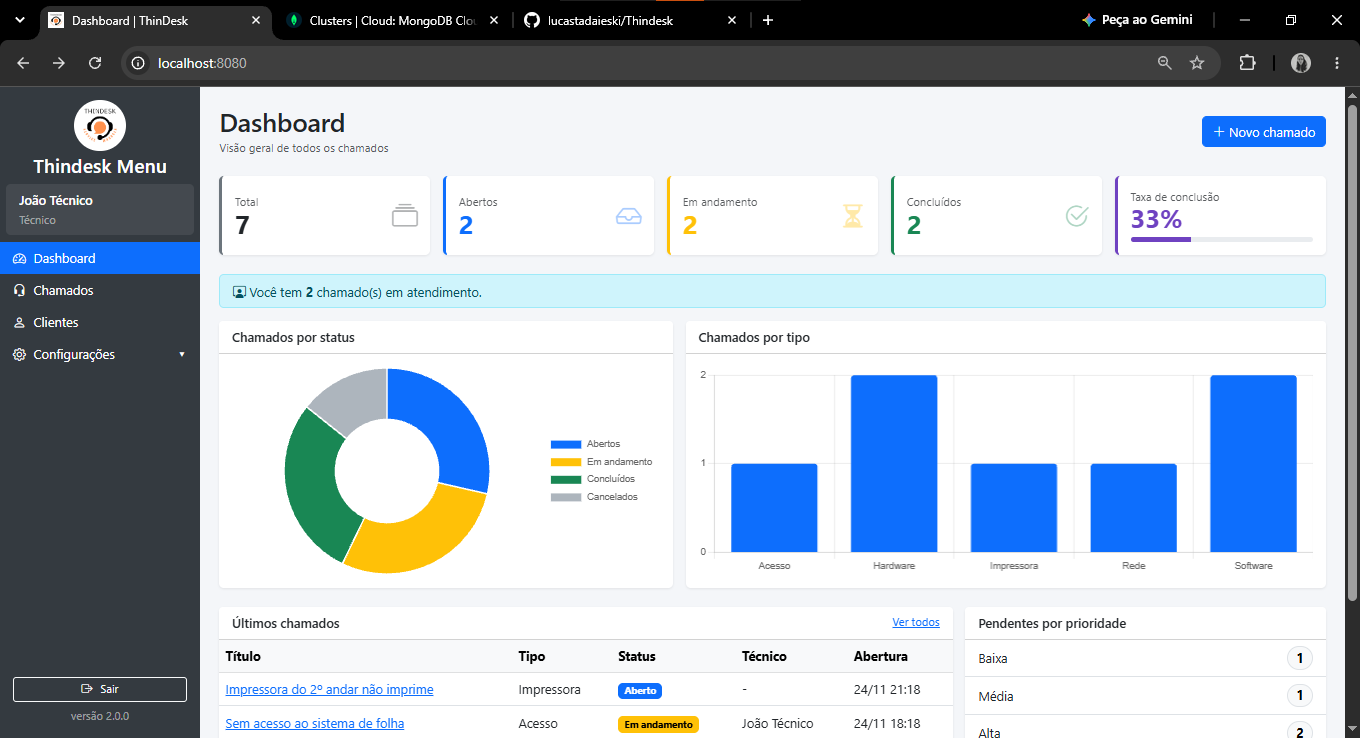 Dashboard | ThinDesk
Clusters | Cloud: MongoDB Clou
lucastadaieski/Thindesk
Peça ao Gemini
localhost:8080
THINDESK
Thindesk Menu
João Técnico
Técnico
Dashboard
Chamados
Clientes
Configurações
Sair
versão 2.0.0
Dashboard
Visão geral de todos os chamados
+ Novo chamado
Total
7
Abertos
2
Em andamento
2
Concluídos
2
Taxa de conclusão
33%
Você tem 2 chamado(s) em atendimento.
Chamados por status
Abertos
Em andamento
Concluídos
Cancelados
Chamados por tipo
2
1
0
Acesso Hardware Impressora Rede Software
Últimos chamados Ver todos
Título Tipo Status Técnico Abertura
Impressora do 2º andar não imprime Impressora Aberto - 24/11 21:18
Sem acesso ao sistema de folha Acesso Em andamento João Técnico 24/11 18:18
Pendentes por prioridade
Baixa 1
Média 1
Alta 2